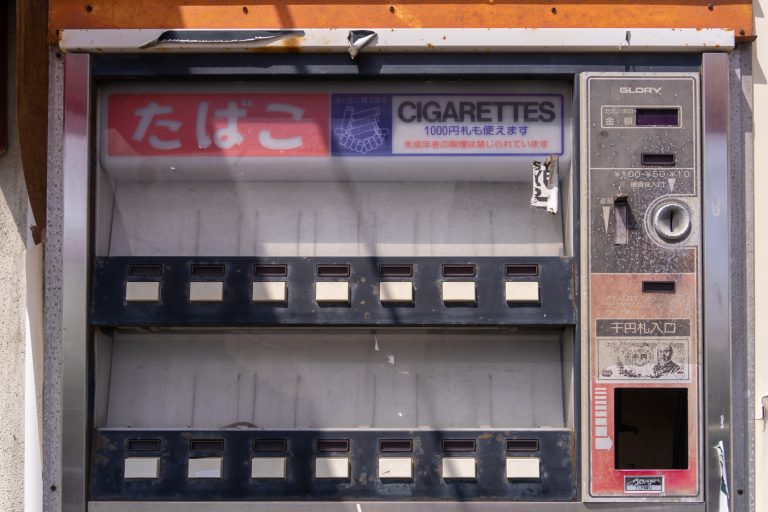 たばこ
CIGARETTES
1000円札も使えます
未成年者の喫煙は禁じられています
GLORY
金額
¥100・¥50・¥10
硬貨投入口
返却
千円札入口